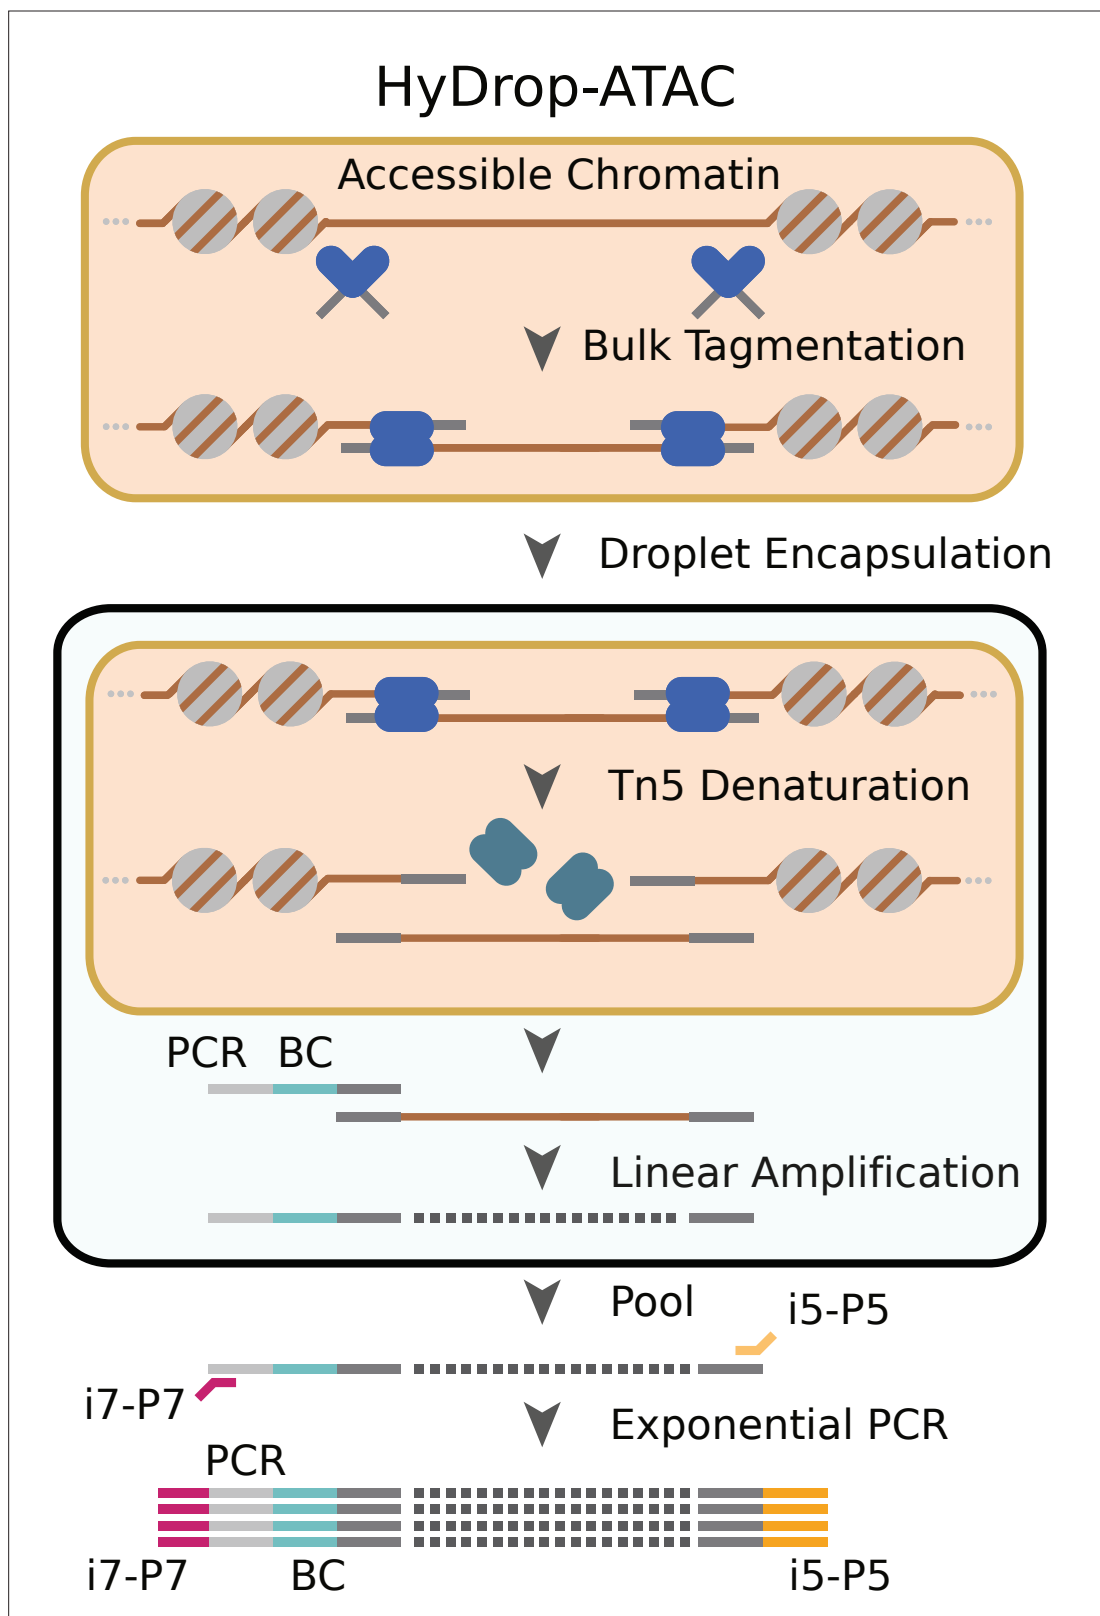 HyDrop-ATAC
Accessible Chromatin
Bulk Tagmentation
Droplet Encapsulation
Tn5 Denaturation
PCR BC
Linear Amplification
Pool
i5-P5
i7-P7
Exponential PCR
PCR
i7-P7 BC i5-P5